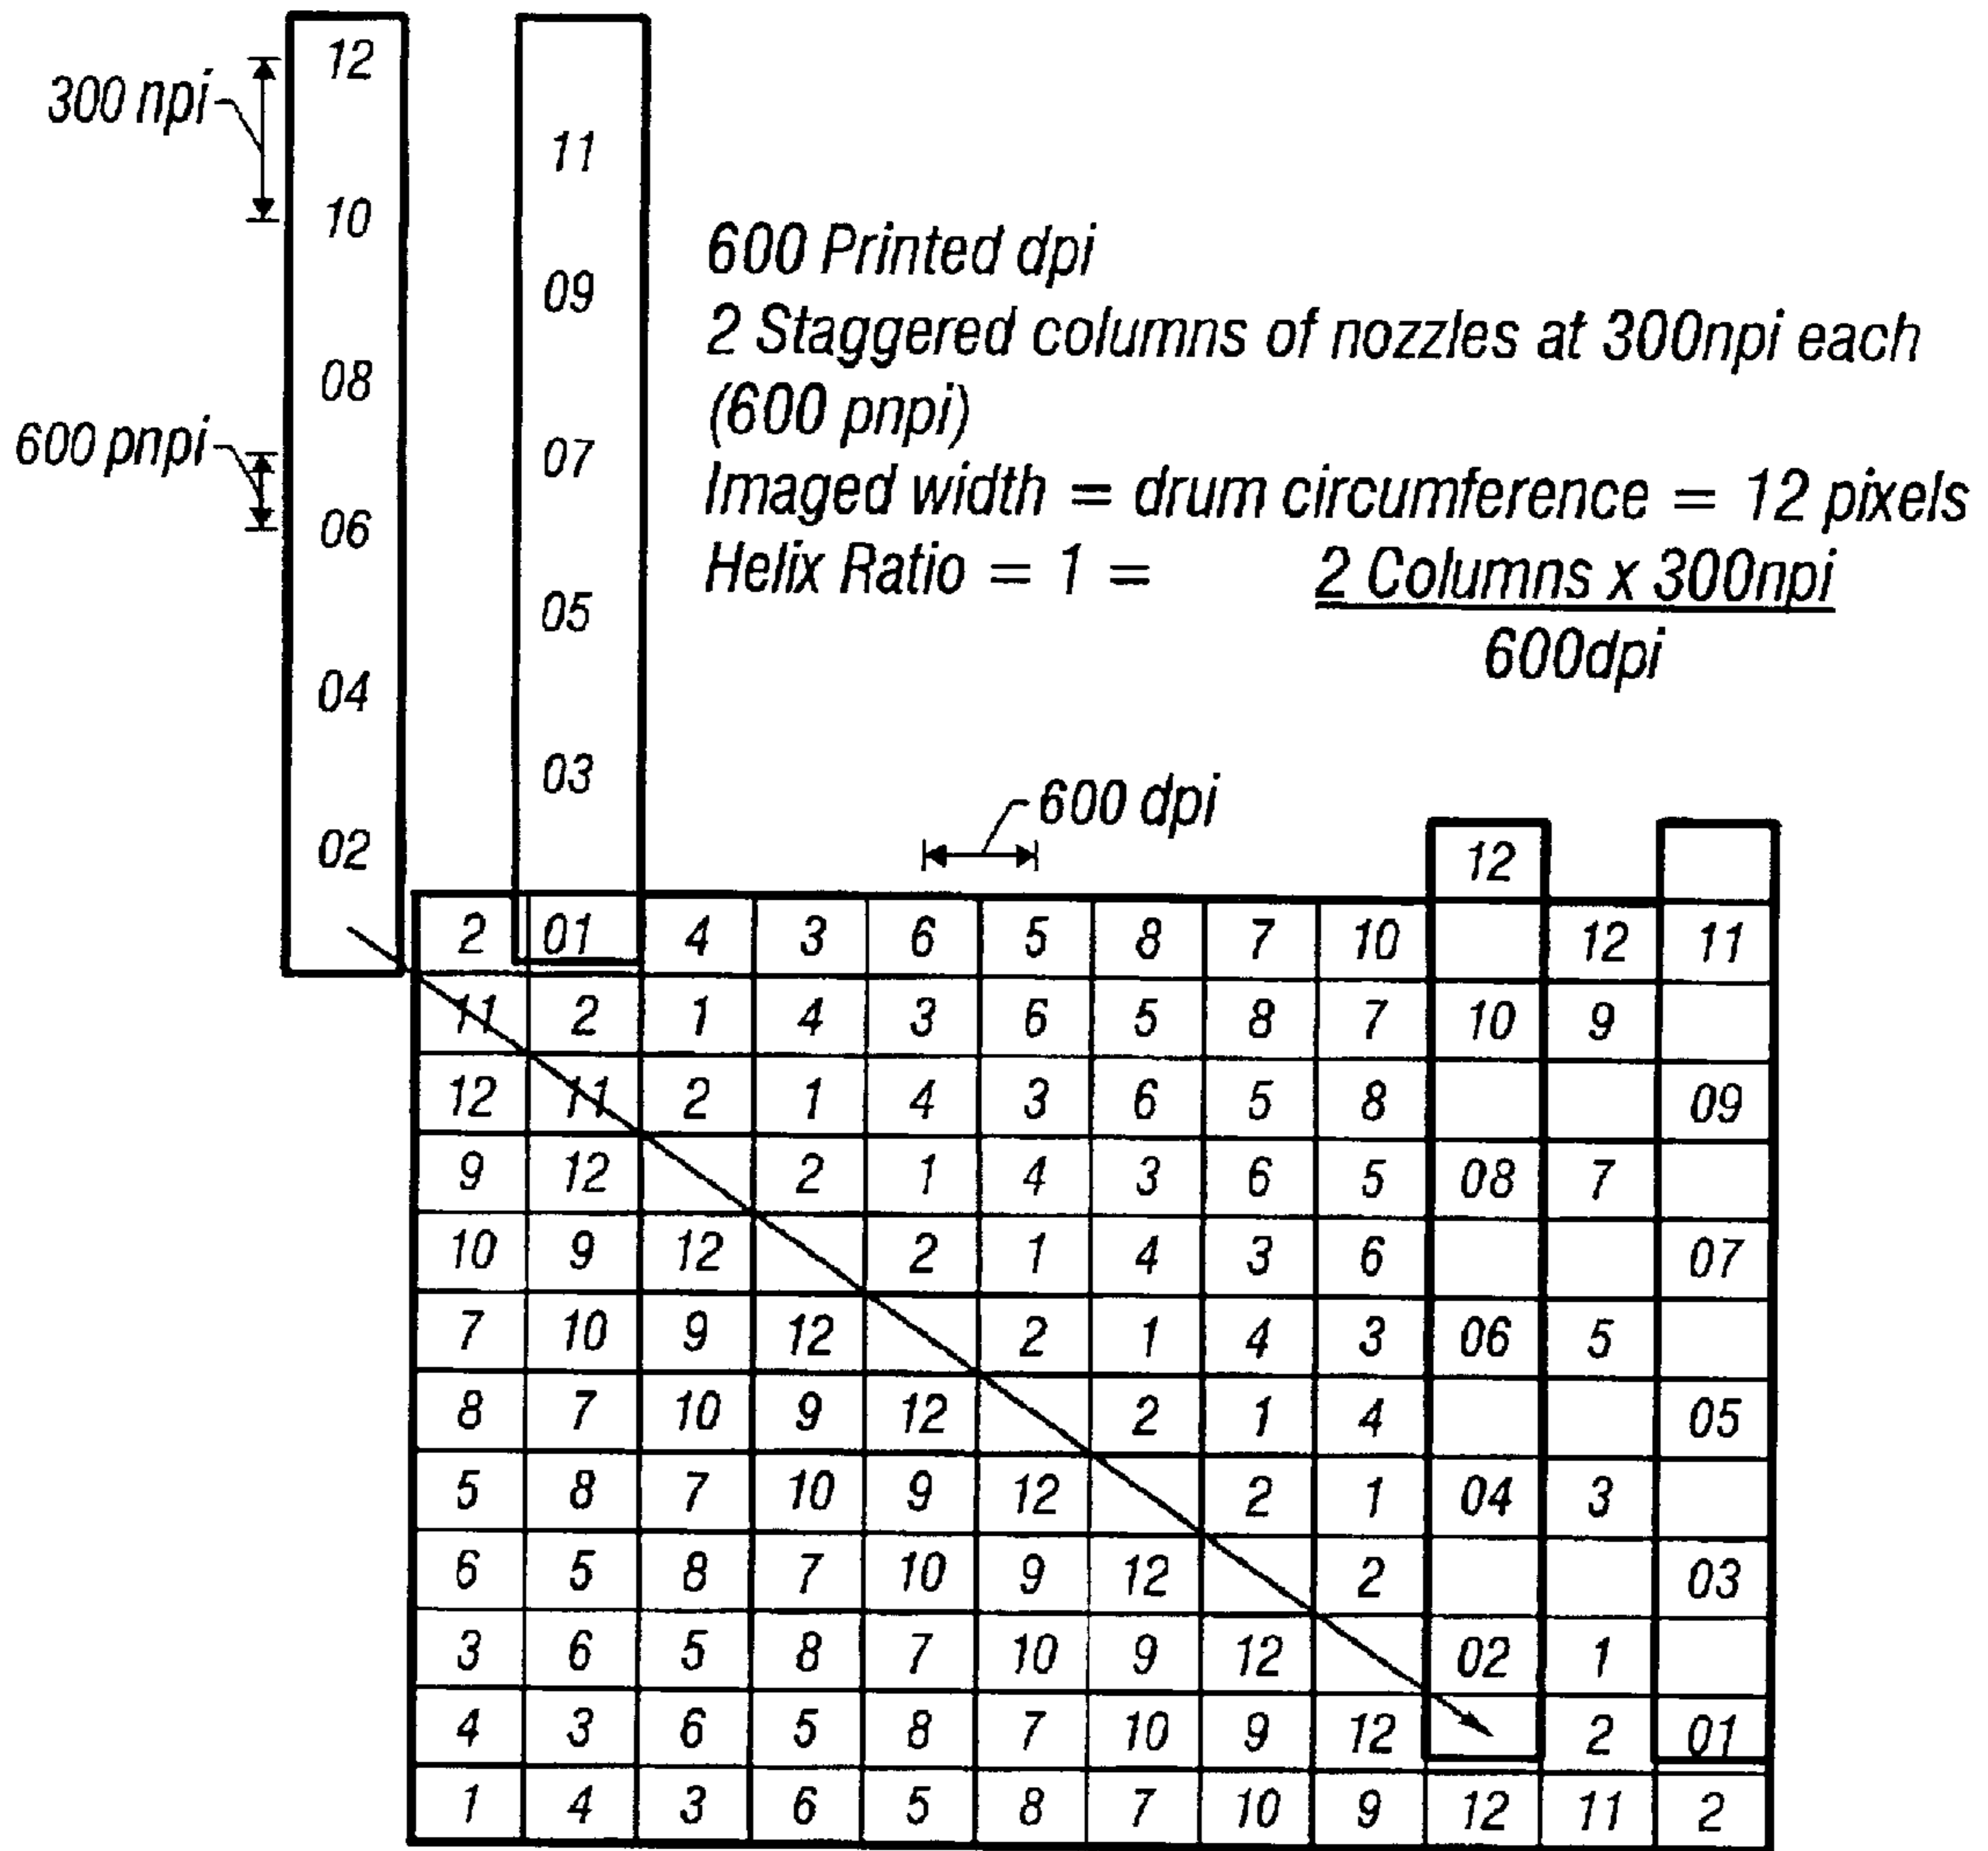 12
300 npi
11
10
600 Printed dpi
09
2 Staggered columns of nozzles at 300npi each
08
(600 pnpi)
600 pnpi
07
Imaged width = drum circumference = 12 pixels
06
Helix Ratio = 1 = 2 Columns x 300npi
05
600dpi
04
03
600 dpi
02
12
2 01 4 3 6 5 8 7 10 12 11
11 2 1 4 3 6 5 8 7 10 9
12 11 2 1 4 3 6 5 8 09
9 12 2 1 4 3 6 5 08 7
10 9 12 2 1 4 3 6 07
7 10 9 12 2 1 4 3 06 5
8 7 10 9 12 2 1 4 05
5 8 7 10 9 12 2 1 04 3
6 5 8 7 10 9 12 2 03
3 6 5 8 7 10 9 12 02 1
4 3 6 5 8 7 10 9 12 2 01
1 4 3 6 5 8 7 10 9 12 11 2